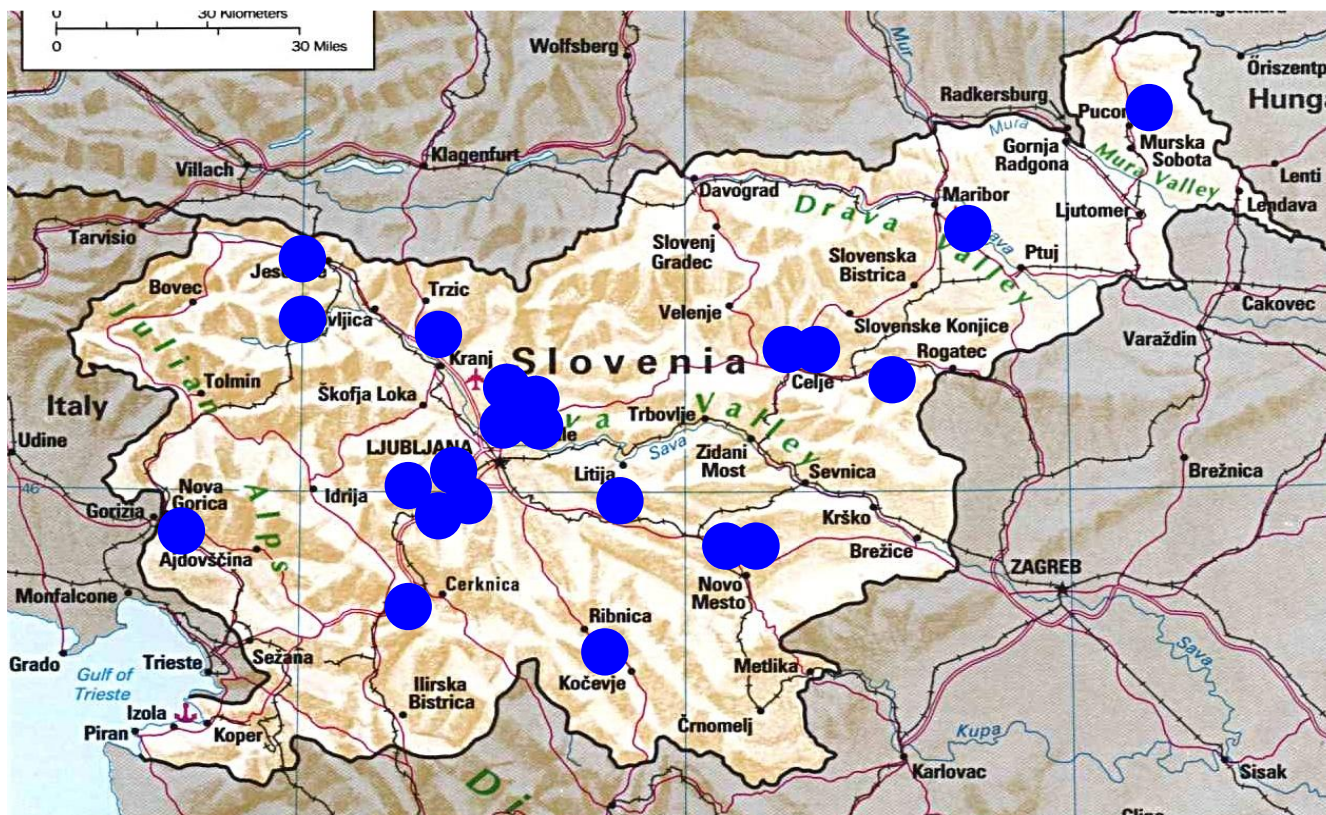 30 Kilometers
0
0
30 Miles
Wolfsberg
Mur
Radkersburg
Őriszentp
Hunga
Mura
Gornja
Radgona
Murska
Sobota
Mura Valley
Lenti
Lendava
Klagenfurt
Villach
Davograd
Maribor
Ljutomer
Drava Valley
Tarvisio
Slovenj
Gradec
Slovenska
Bistrica
Ptuj
Bovec
Trzic
Velenje
Cakovec
Julian
Alps
Slovenske Konjice
Varaždin
Kranj
Slovenia
Rogatec
Tolmin
Škofja Loka
Celje
Italy
Trbovlje
Valley
Udine
LJUBLJANA
Sava
Zidani
Most
Litija
Sevnica
Brežnica
46
Nova
Gorica
Idrija
Gorizia
Krško
Ajdovščina
Brežice
ZAGREB
Monfalcone
Cerknica
Novo
Mesto
Ribnica
Sava
Grado
Trieste
Sežana
Metlika
Gulf of
Trieste
Kočevje
Ilirska
Bistrica
Izola
Piran
Koper
Črnomelj
Kupa
Karlovac
Sisak
Di